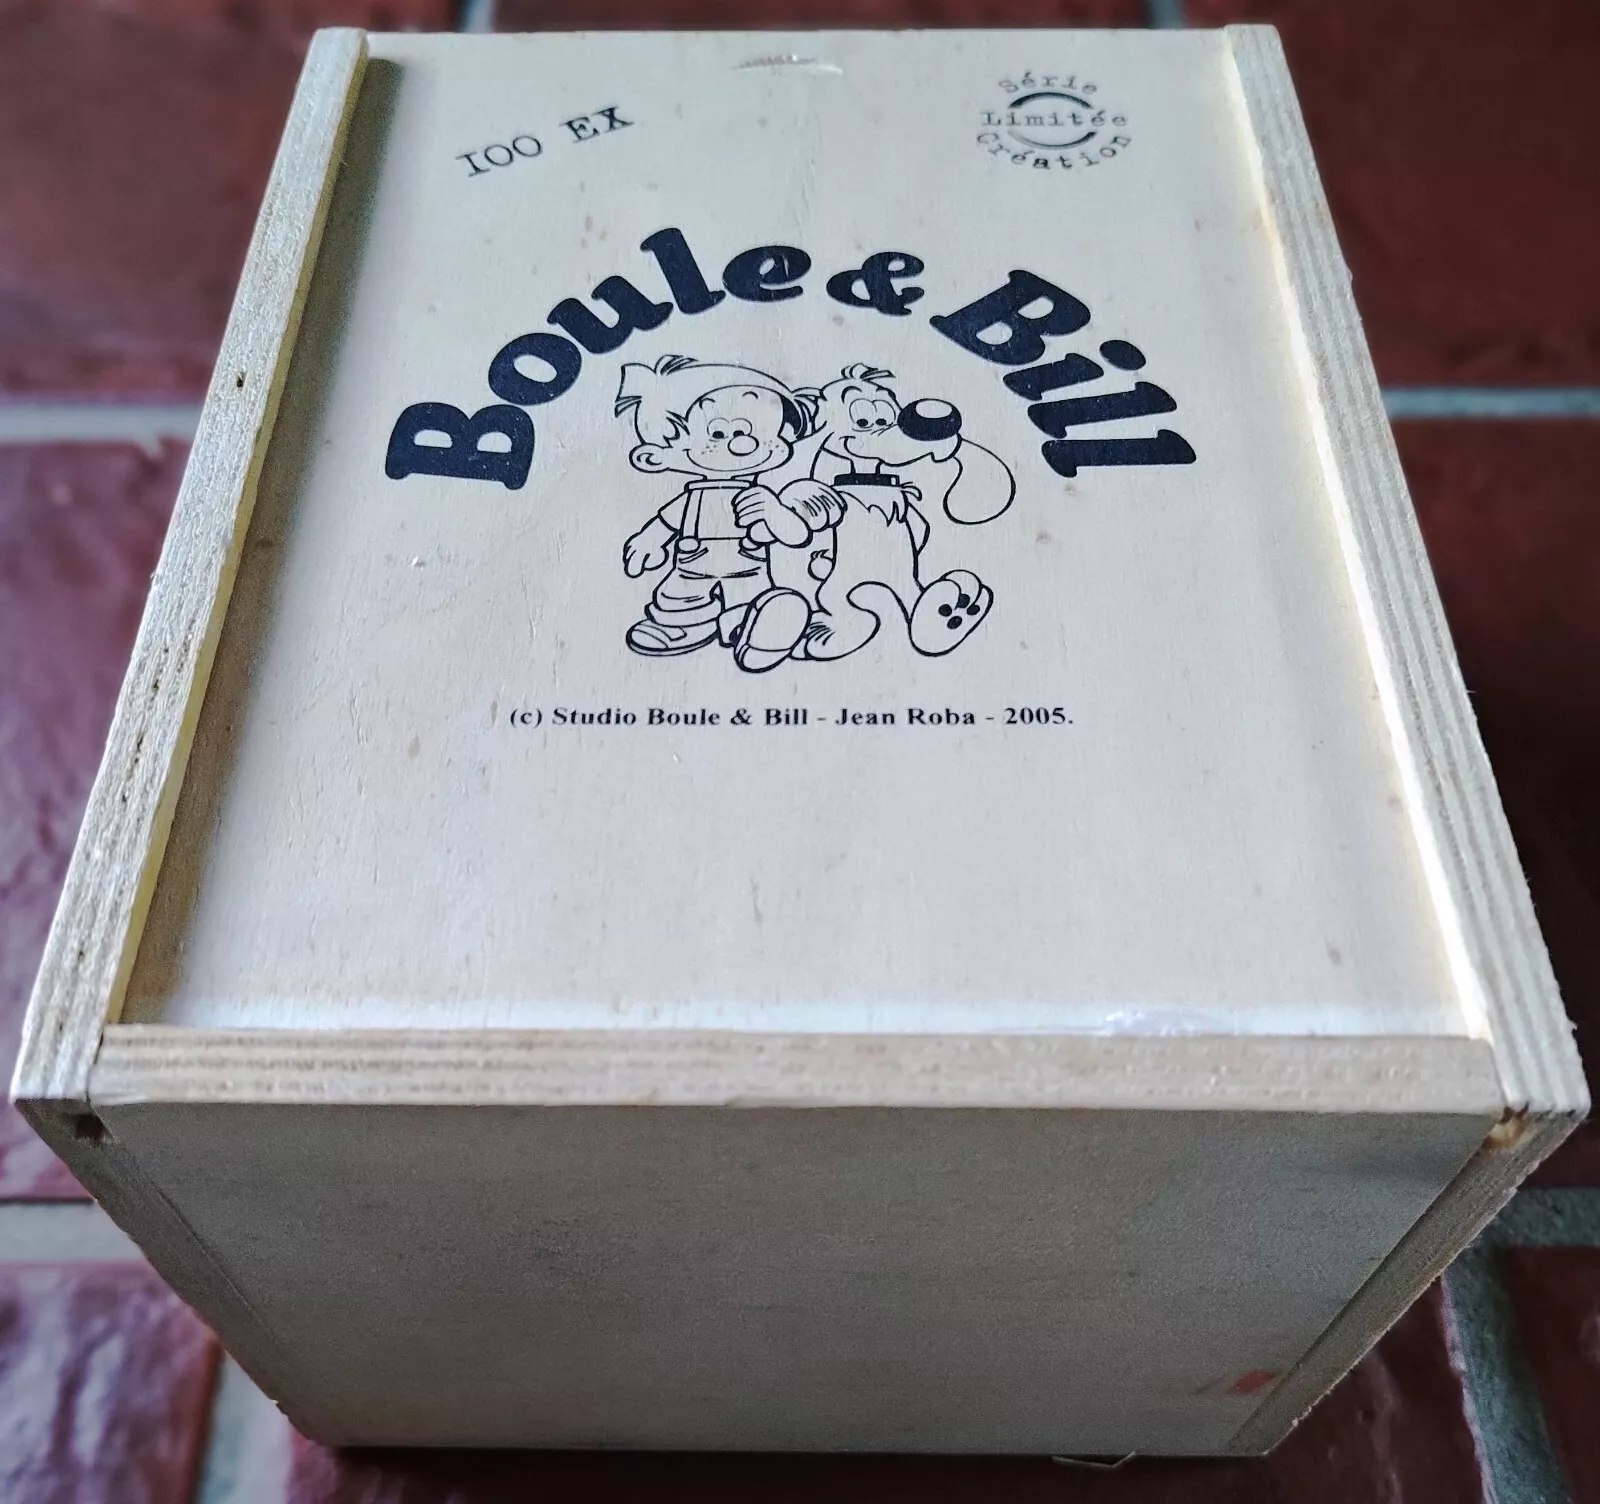 100 EX
Série
Limitée
Création
Boule & Bill
(c) Studio Boule & Bill - Jean Roba - 2005.